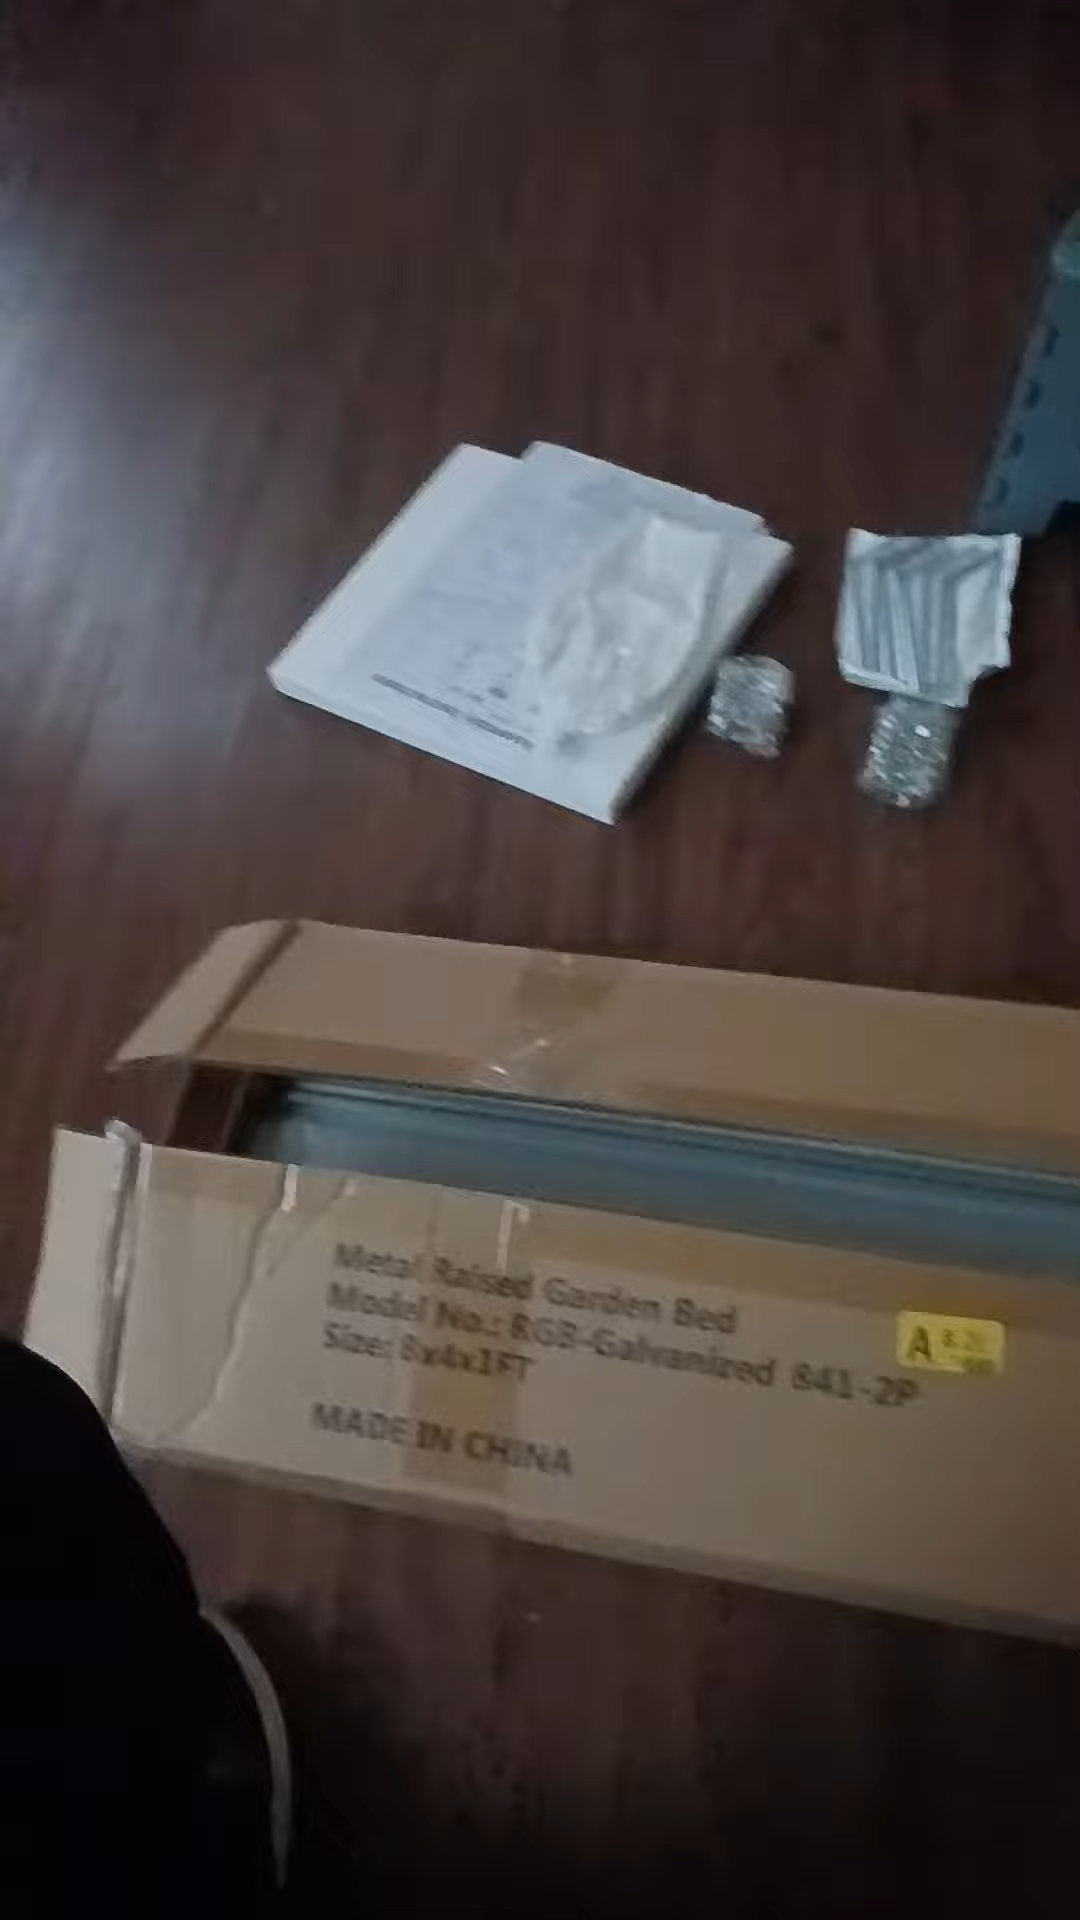 Metal Raised Garden Bed
Model No.: RGB-Galvanized 841-2P
Size: 8x4x1FT
MADE IN CHINA
A